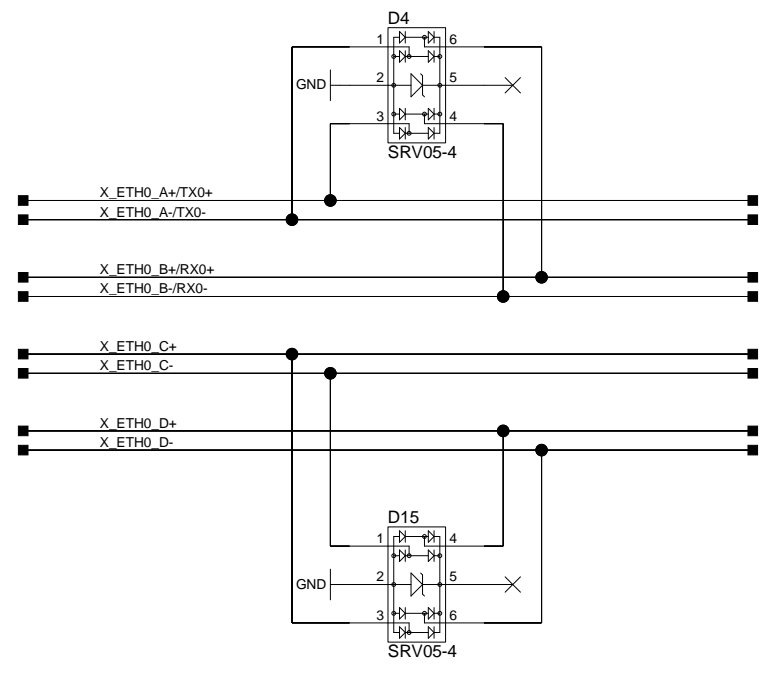 D4
1 6
GND 2 5
3 4
SRV05-4
X_ETH0_A+/TX0+
X_ETH0_A-/TX0-
X_ETH0_B+/RX0+
X_ETH0_B-/RX0-
X_ETH0_C+
X_ETH0_C-
X_ETH0_D+
X_ETH0_D-
D15
1 4
GND 2 5
3 6
SRV05-4